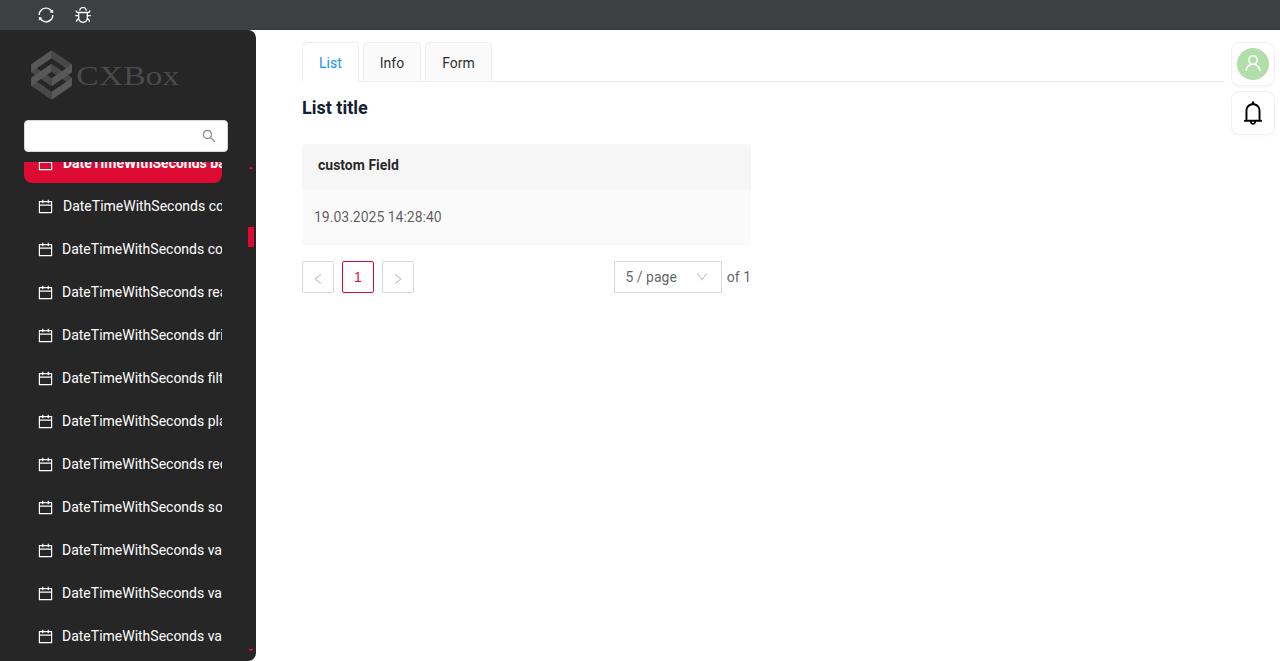 CXBox
DateTimeWithSeconds ba
DateTimeWithSeconds co
DateTimeWithSeconds co
DateTimeWithSeconds rea
DateTimeWithSeconds dri
DateTimeWithSeconds filt
DateTimeWithSeconds pla
DateTimeWithSeconds rec
DateTimeWithSeconds so
DateTimeWithSeconds va
DateTimeWithSeconds va
DateTimeWithSeconds va
List
Info
Form
List title
custom Field
19.03.2025 14:28:40
1
5 / page
of 1